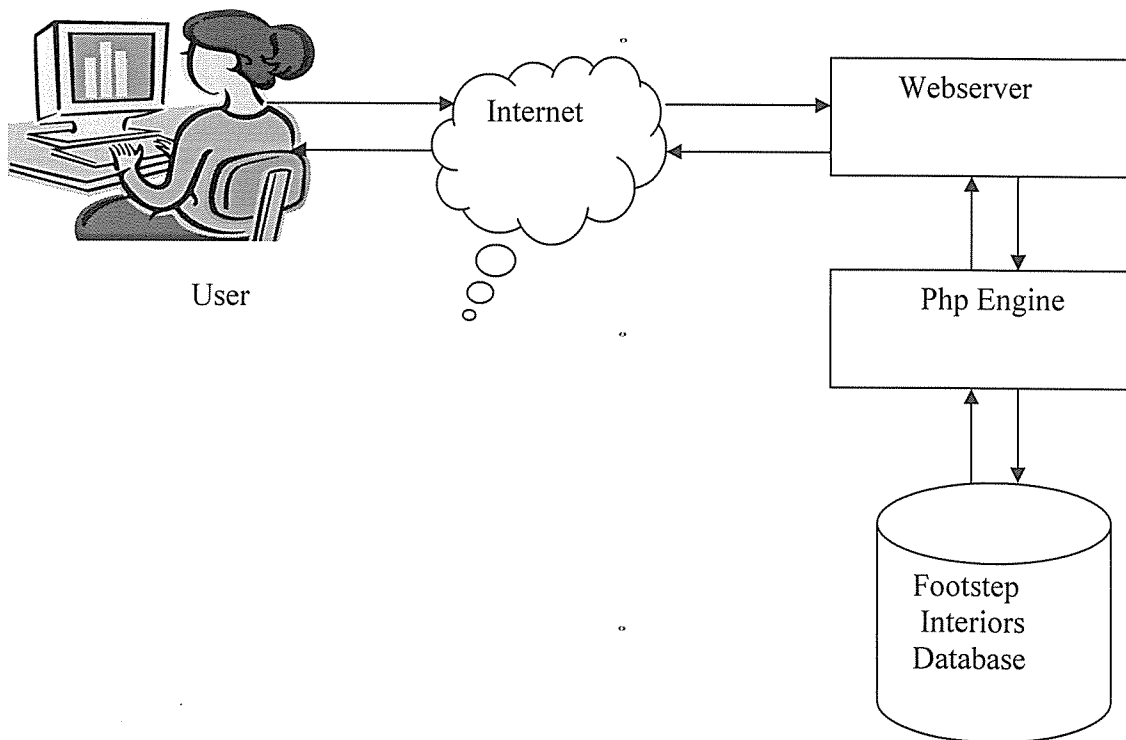 Internet
Webserver
User
Php Engine
Footstep
Interiors
Database